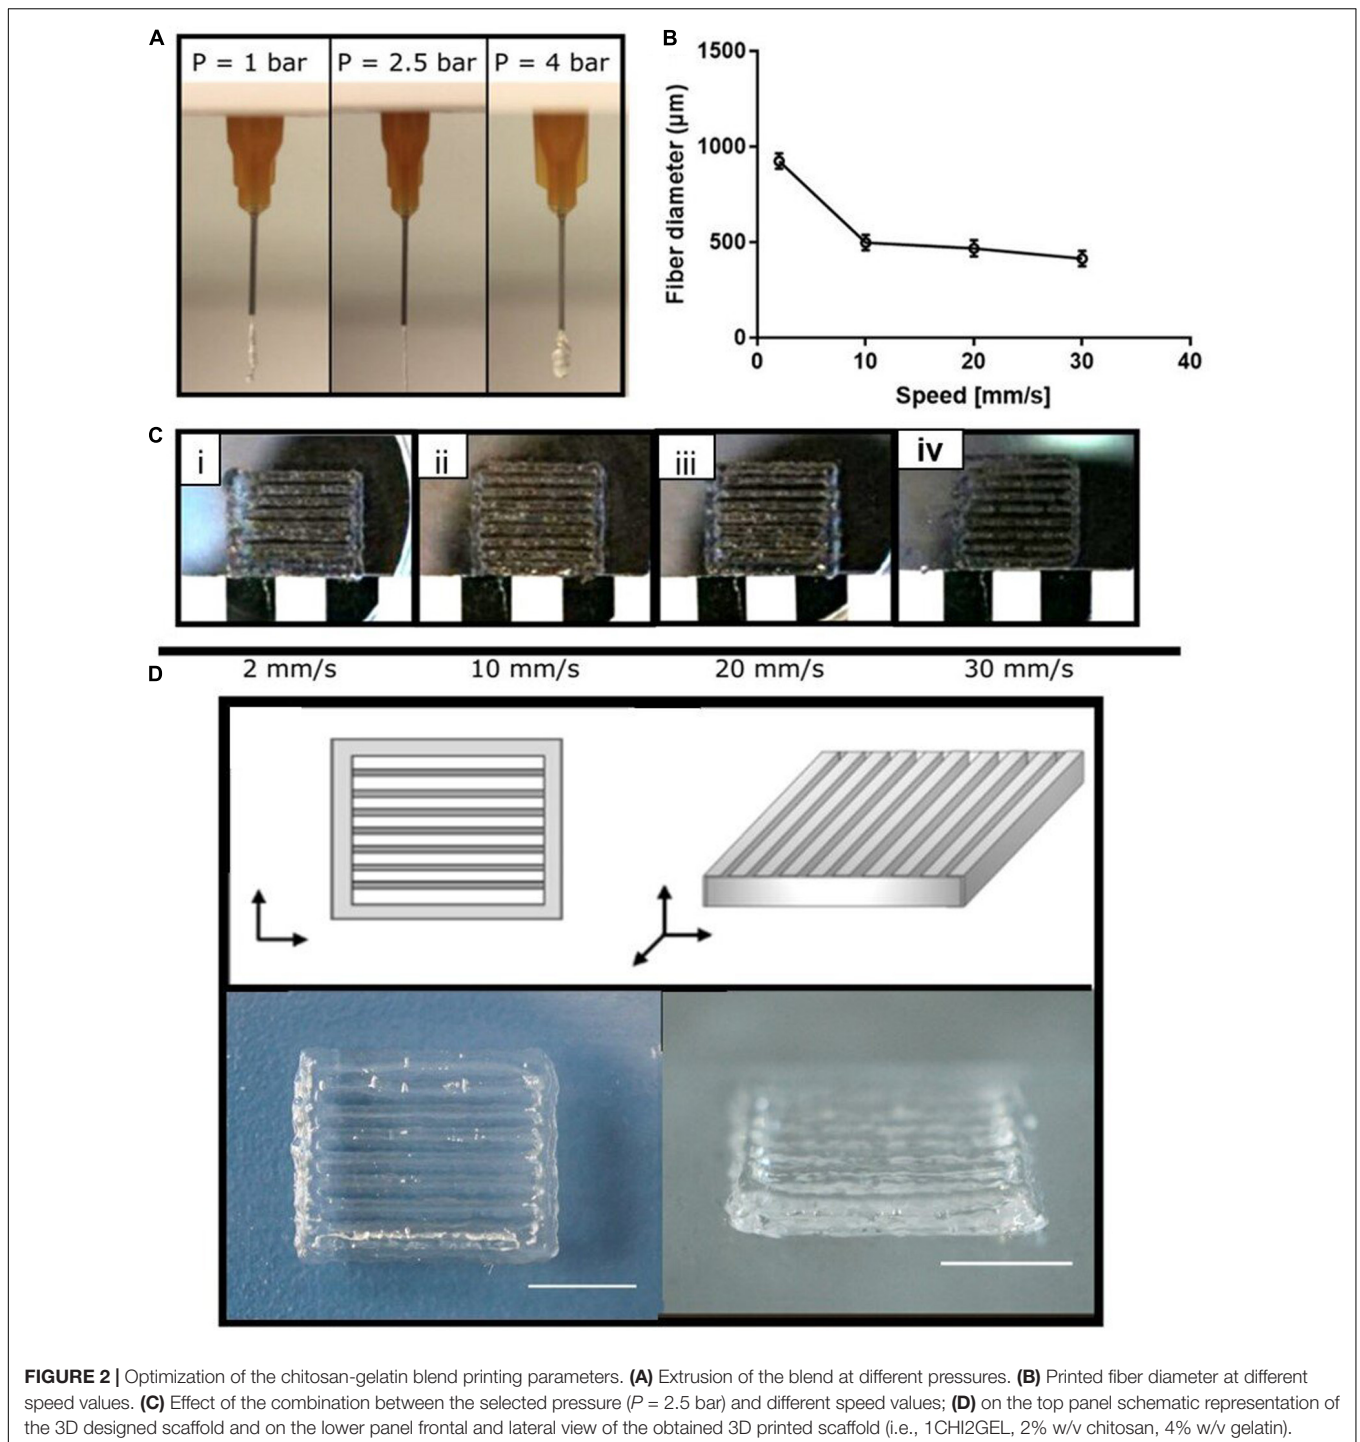 A
P = 1 bar
P = 2.5 bar
P = 4 bar
B
1500
1000
500
0
Fiber diameter (µm)
0 10 20 30 40
Speed [mm/s]
C
i
ii
iii
iv
2 mm/s
10 mm/s
20 mm/s
30 mm/s
D
FIGURE 2 | Optimization of the chitosan-gelatin blend printing parameters. (A) Extrusion of the blend at different pressures. (B) Printed fiber diameter at different
speed values. (C) Effect of the combination between the selected pressure (P = 2.5 bar) and different speed values; (D) on the top panel schematic representation of
the 3D designed scaffold and on the lower panel frontal and lateral view of the obtained 3D printed scaffold (i.e., 1CHI2GEL, 2% w/v chitosan, 4% w/v gelatin).